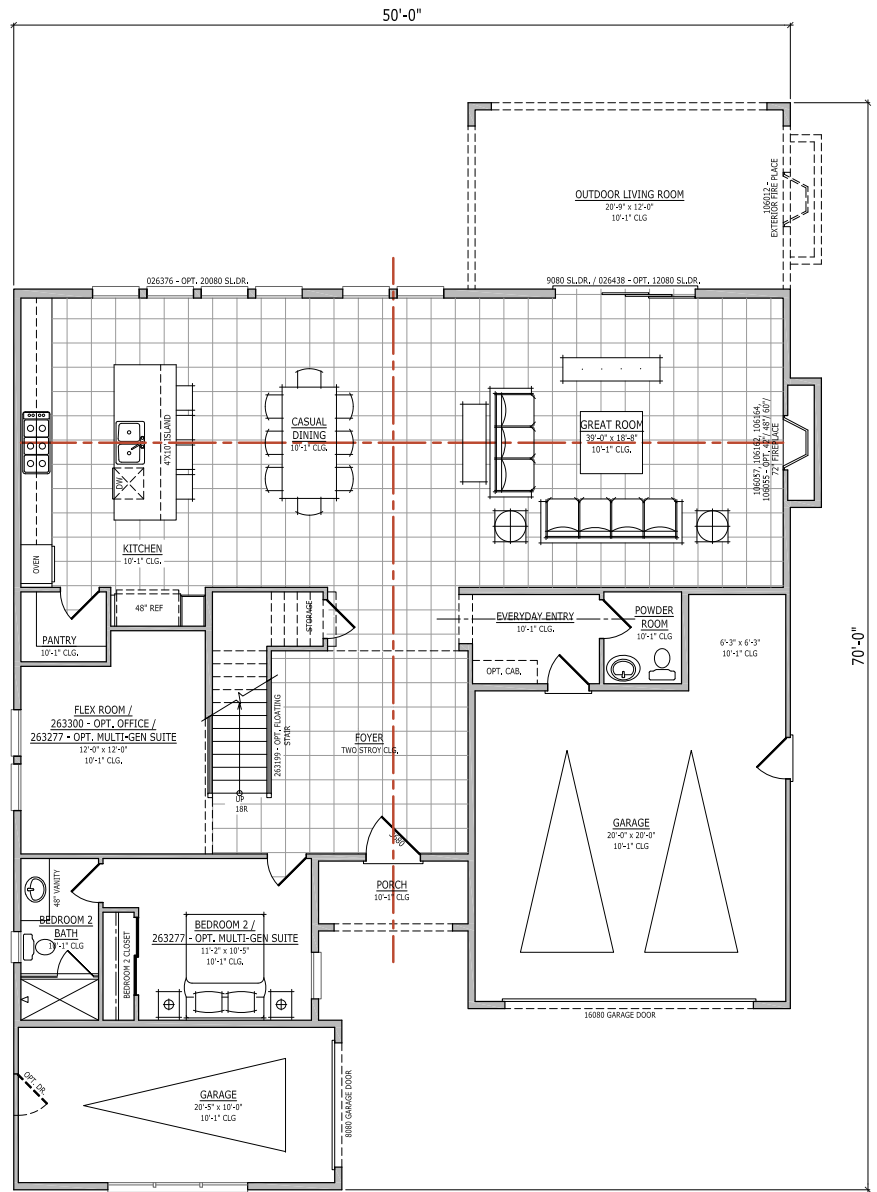 50'-0"
OUTDOOR LIVING ROOM
20'-9" x 12'-0"
10'-1" CLG
106012 -
EXTERIOR FIRE PLACE
026376 - OPT. 20080 SL.DR.
9080 SL.DR. / 026438 - OPT. 12080 SL.DR.
4'X10' ISLAND
DW
CASUAL
DINING
10'-1" CLG.
GREAT ROOM
39'-0" x 18'-8"
10'-1" CLG.
106057, 106162, 106164,
106055 - OPT. 42"/ 48"/ 60"/
72" FIREPLACE
KITCHEN
10'-1" CLG.
OVEN
48" REF
PANTRY
10'-1" CLG.
STORAGE
EVERYDAY ENTRY
10'-1" CLG.
OPT. CAB.
POWDER
ROOM
10'-1" CLG
6'-3" x 6'-3"
10'-1" CLG
70'-0"
FLEX ROOM /
263300 - OPT. OFFICE /
263277 - OPT. MULTI-GEN SUITE
12'-0" x 12'-0"
10'-1" CLG.
263199 - OPT. FLOATING
STAIR
UP
18R
FOYER
TWO STROY CLG.
3080
GARAGE
20'-0" x 20'-0"
10'-1" CLG
PORCH
10'-1" CLG
48" VANITY
BEDROOM 2
BATH
10'-1" CLG
BEDROOM 2 CLOSET
BEDROOM 2 /
263277 - OPT. MULTI-GEN SUITE
11'-2" x 10'-5"
10'-1" CLG.
16080 GARAGE DOOR
OPT. DR.
GARAGE
20'-5" x 10'-0"
10'-1" CLG
8080 GARAGE DOOR